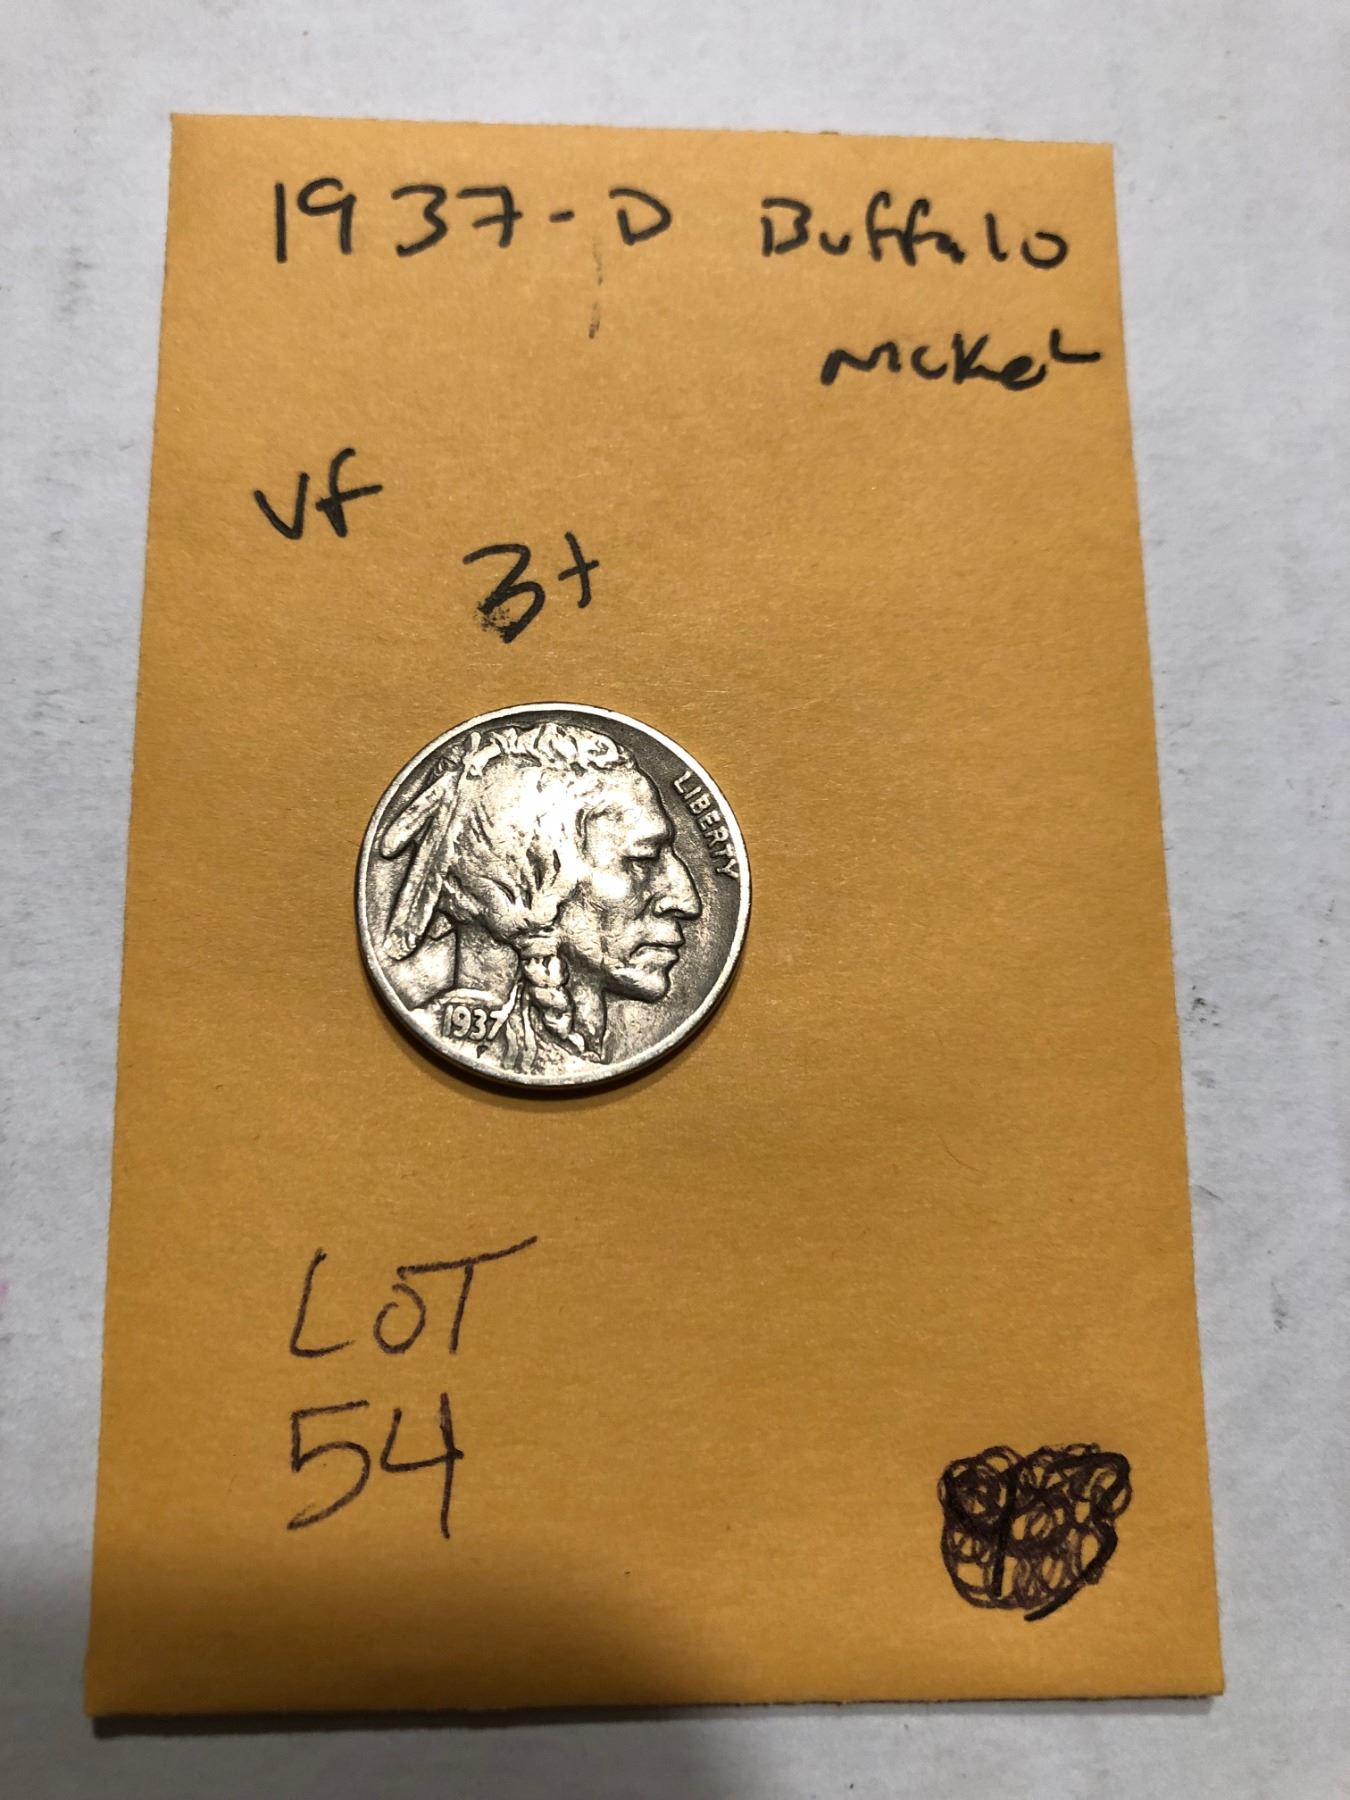 1937-D Buffalo
Nickel
Vf
3+
LIBERTY
1937
LOT
54